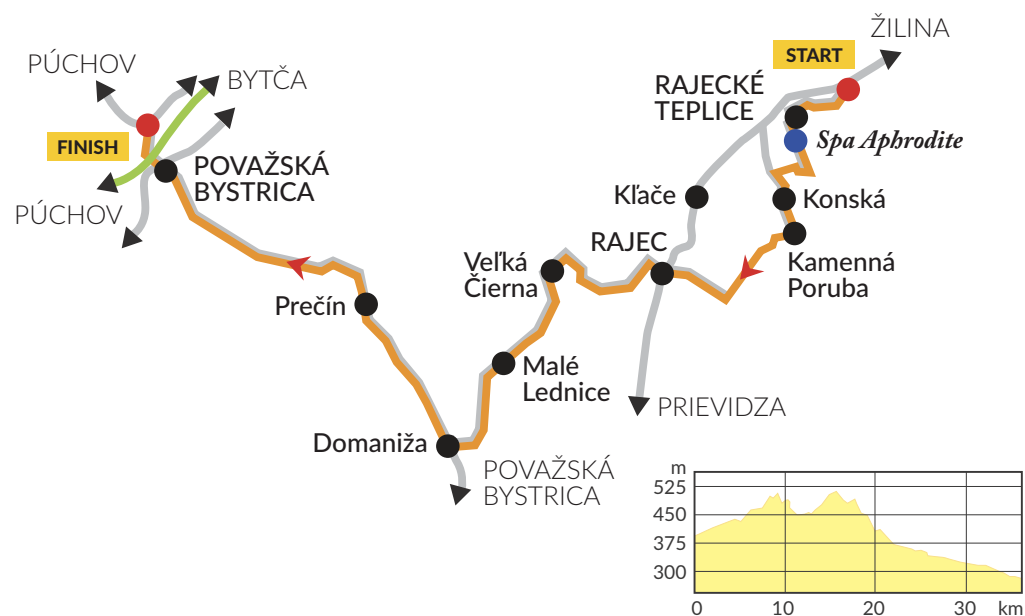 ŽILINA
START
PÚCHOV
BYTČA
RAJECKÉ
TEPLICE
Spa Aphrodite
FINISH
POVAŽSKÁ
BYSTRICA
PÚCHOV
Kľače
Konská
RAJEC
Kamenná
Poruba
Veľká
Čierna
Prečín
Malé
Lednice
PRIEVIDZA
Domaniža
POVAŽSKÁ
BYSTRICA
m
525
450
375
300
0 10 20 30 km